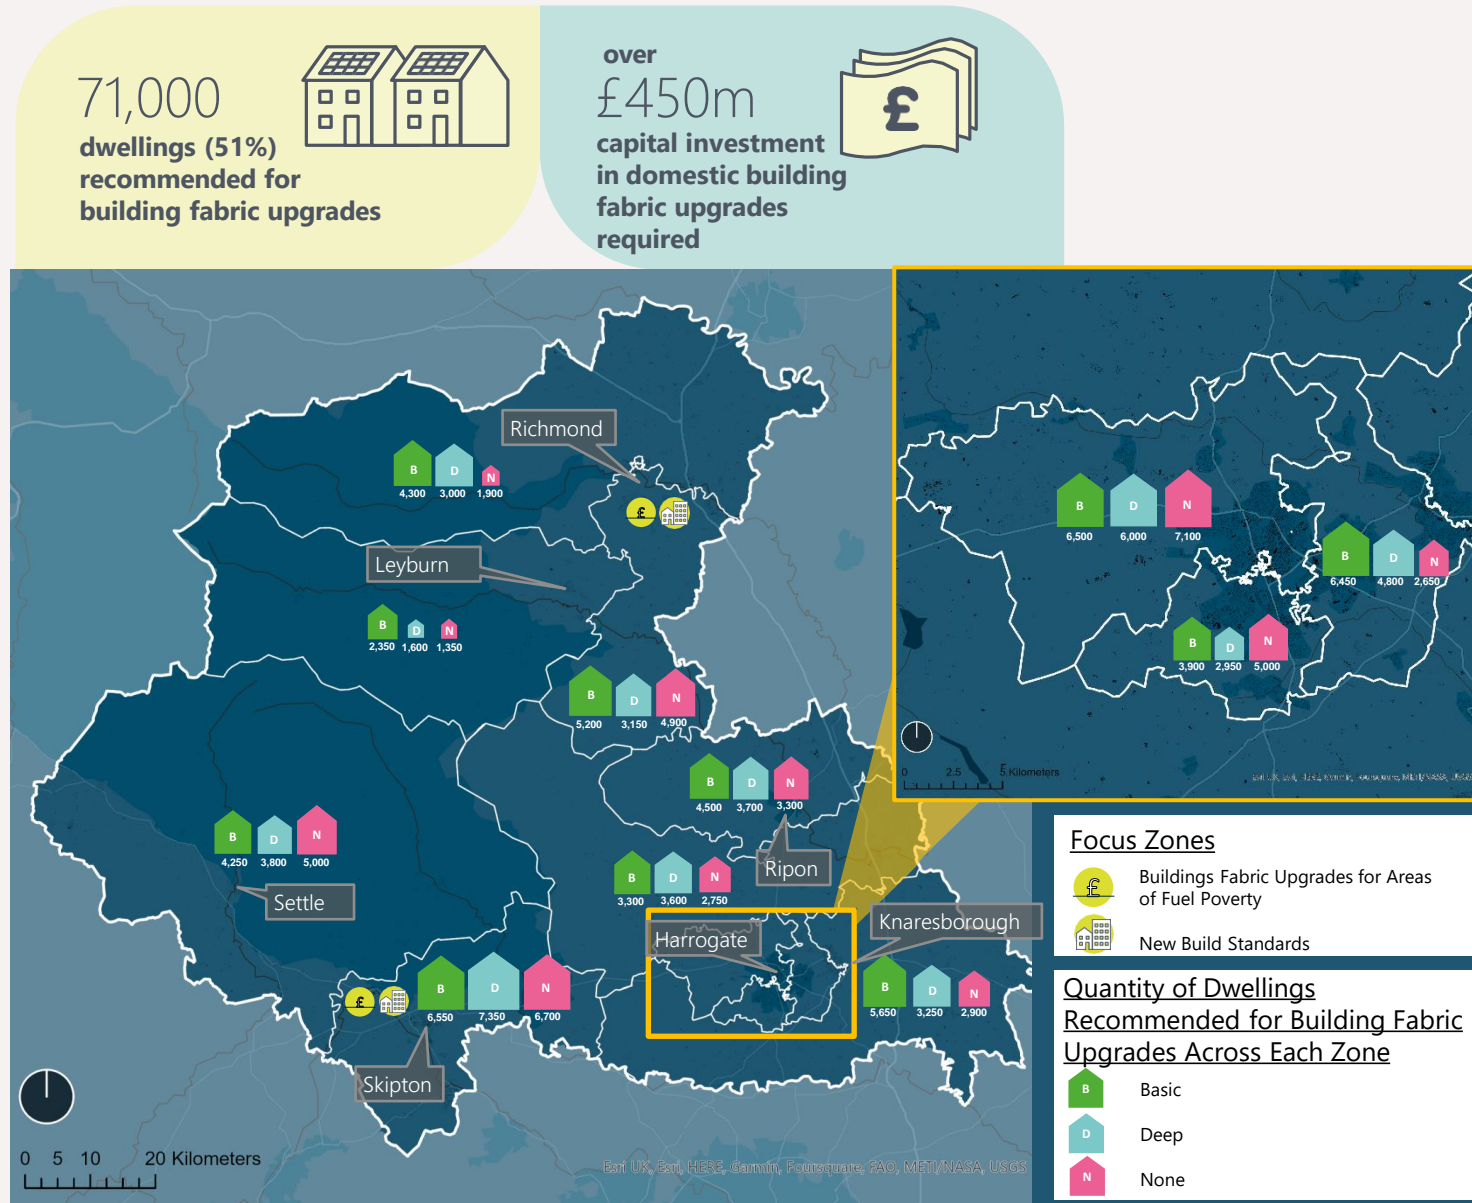 71,000
dwellings (51%)
recommended for
building fabric upgrades
over
£450m
capital investment
in domestic building
fabric upgrades
required
£
Richmond
B D N
4,300 3,000 1,900
£
Leyburn
B D N
2,350 1,600 1,350
B D N
5,200 3,150 4,900
B D N
4,500 3,700 3,300
Ripon
B D N
4,250 3,800 5,000
Settle
B D N
3,300 3,600 2,750
Harrogate
Knaresborough
B D N
5,650 3,250 2,900
£
B D N
6,550 7,350 6,700
Skipton
0 5 10 20 Kilometers
Esri UK, Esri, HERE, Garmin, Foursquare, FAO, METI/NASA, USGS
B D N
6,500 6,000 7,100
B D N
6,450 4,800 2,650
B D N
3,900 2,950 5,000
0 2.5 5 Kilometers
Focus Zones
£
Buildings Fabric Upgrades for Areas
of Fuel Poverty
New Build Standards
Quantity of Dwellings
Recommended for Building Fabric
Upgrades Across Each Zone
B Basic
D Deep
N None